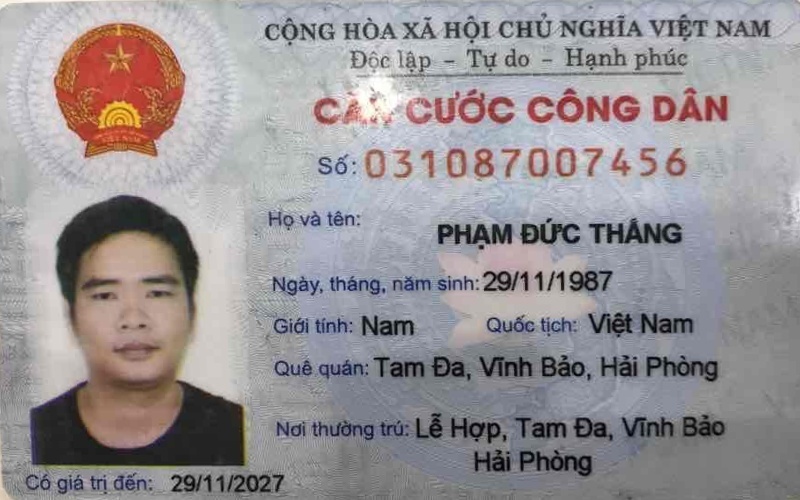 CỘNG HÒA XÃ HỘI CHỦ NGHĨA VIỆT NAM
Độc lập - Tự do - Hạnh phúc
CĂN CƯỚC CÔNG DÂN
Số: 031087007456
Họ và tên:
PHẠM ĐỨC THẮNG
Ngày, tháng, năm sinh: 29/11/1987
Giới tính: Nam Quốc tịch: Việt Nam
Quê quán: Tam Đa, Vĩnh Bảo, Hải Phòng
Nơi thường trú: Lễ Hợp, Tam Đa, Vĩnh Bảo
Hải Phòng
Có giá trị đến: 29/11/2027